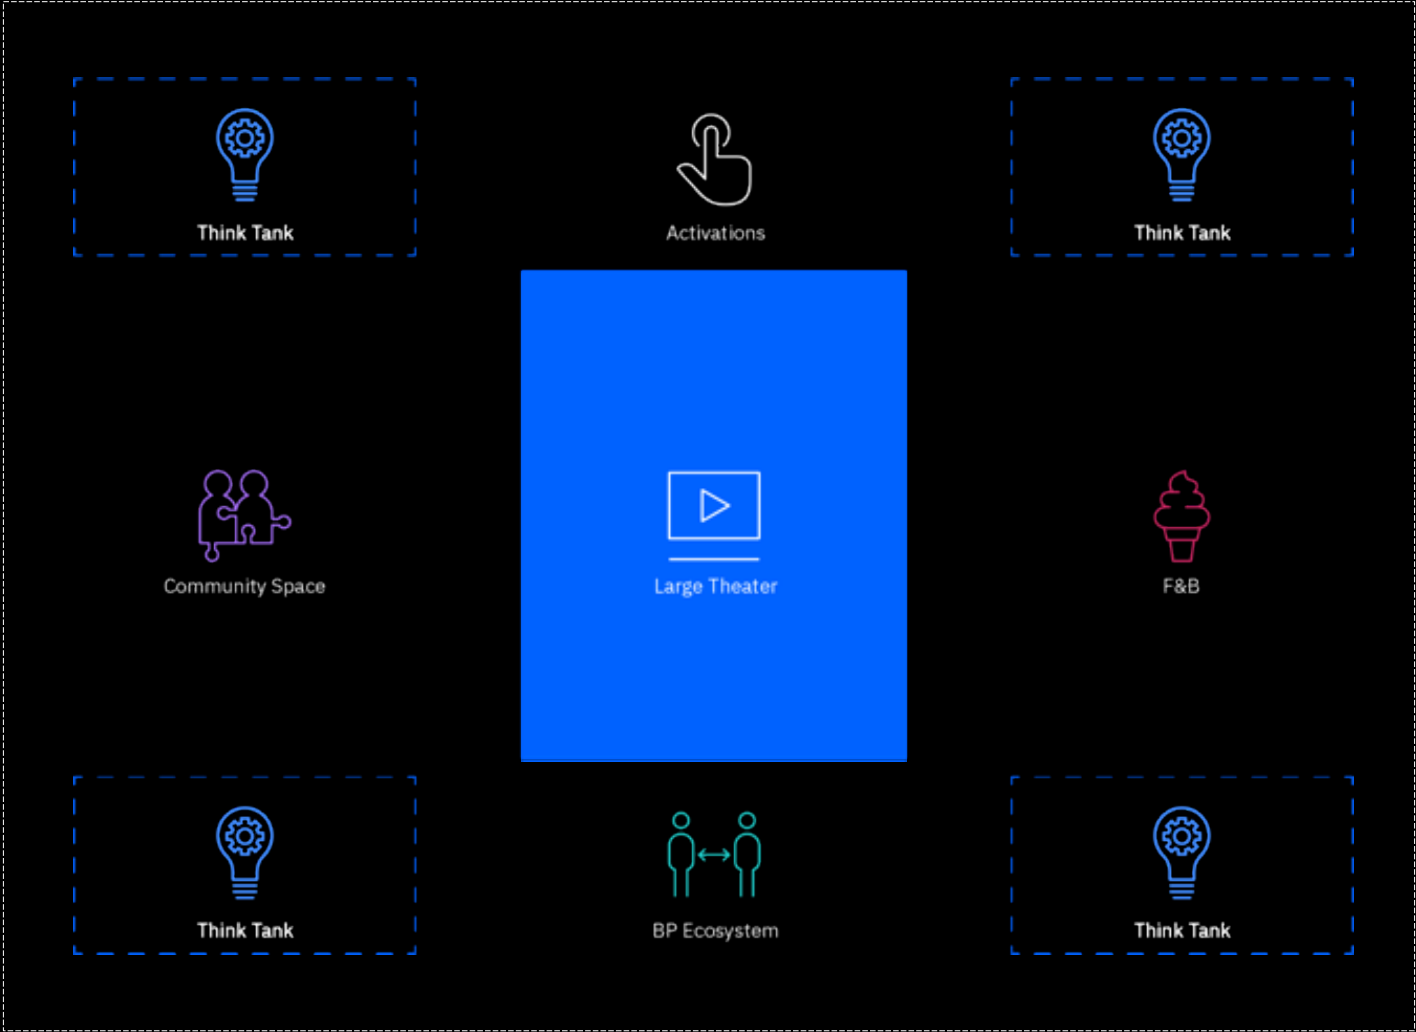 Think Tank
Activations
Think Tank
Community Space
Large Theater
F&B
Think Tank
BP Ecosystem
Think Tank